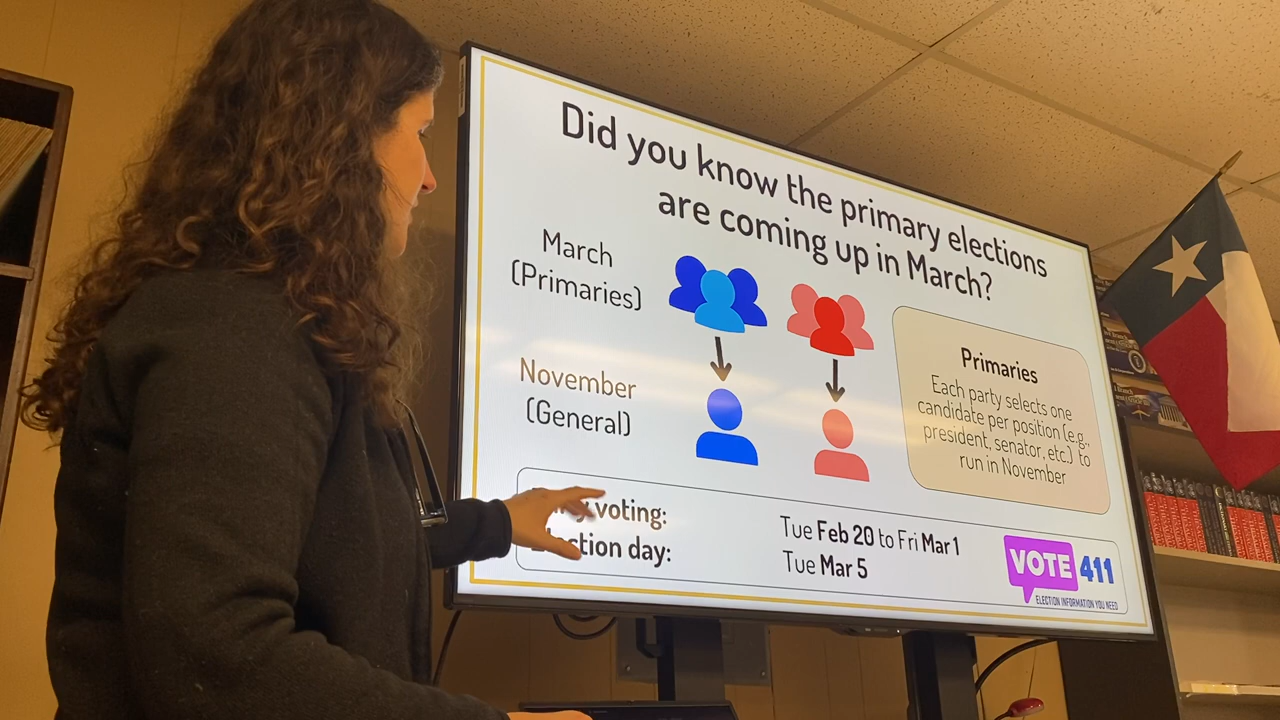 Did you know the primary elections
are coming up in March?
March
(Primaries)
November
(General)
Primaries
Each party selects one
candidate per position (e.g.,
president, senator, etc.) to
run in November
voting:
Tue Feb 20 to Fri Mar 1
Election day:
Tue Mar 5
VOTE 411
ELECTION INFORMATION YOU NEED